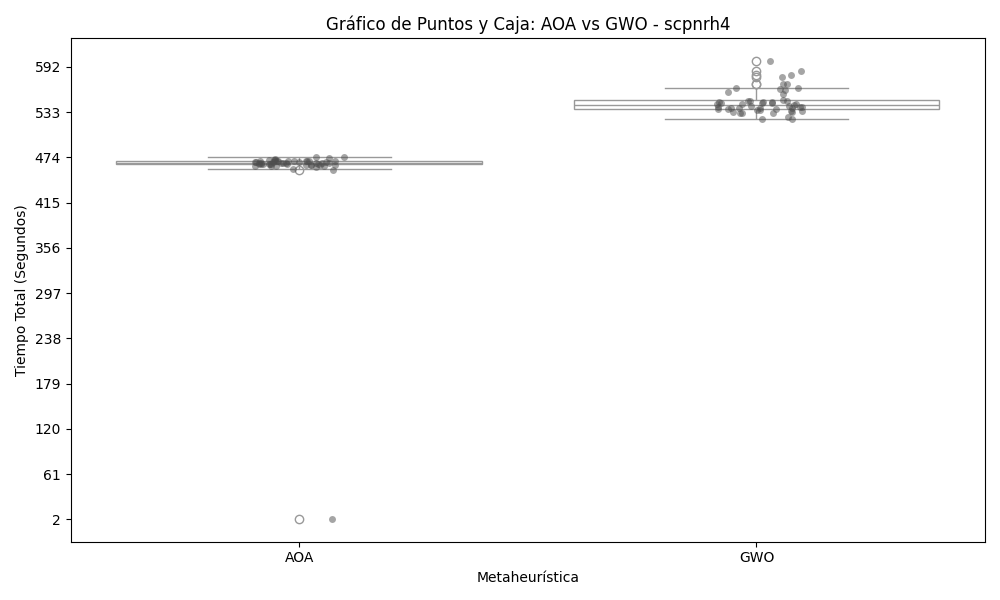 Gráfico de Puntos y Caja: AOA vs GWO - scpnrh4
Tiempo Total (Segundos)
592
533
474
415
356
297
238
179
120
61
2
AOA
GWO
Metaheurística